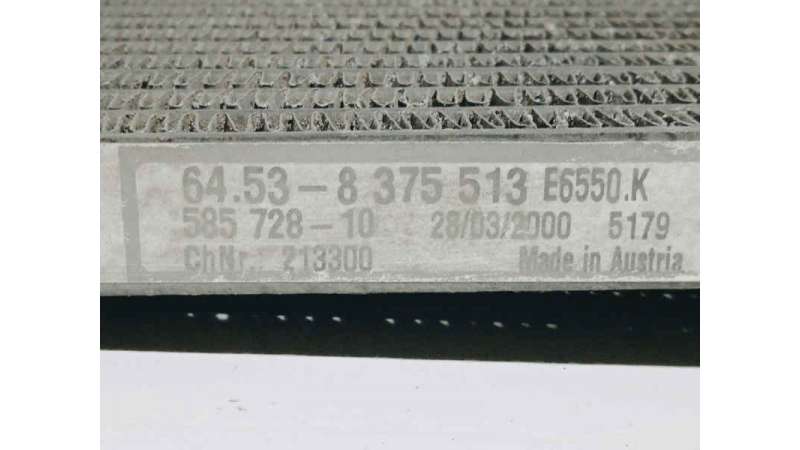 64.53-8 375 513 E6550.K
585 728-10 28/03/2000 5179
ChNr.: 213300 Made in Austria